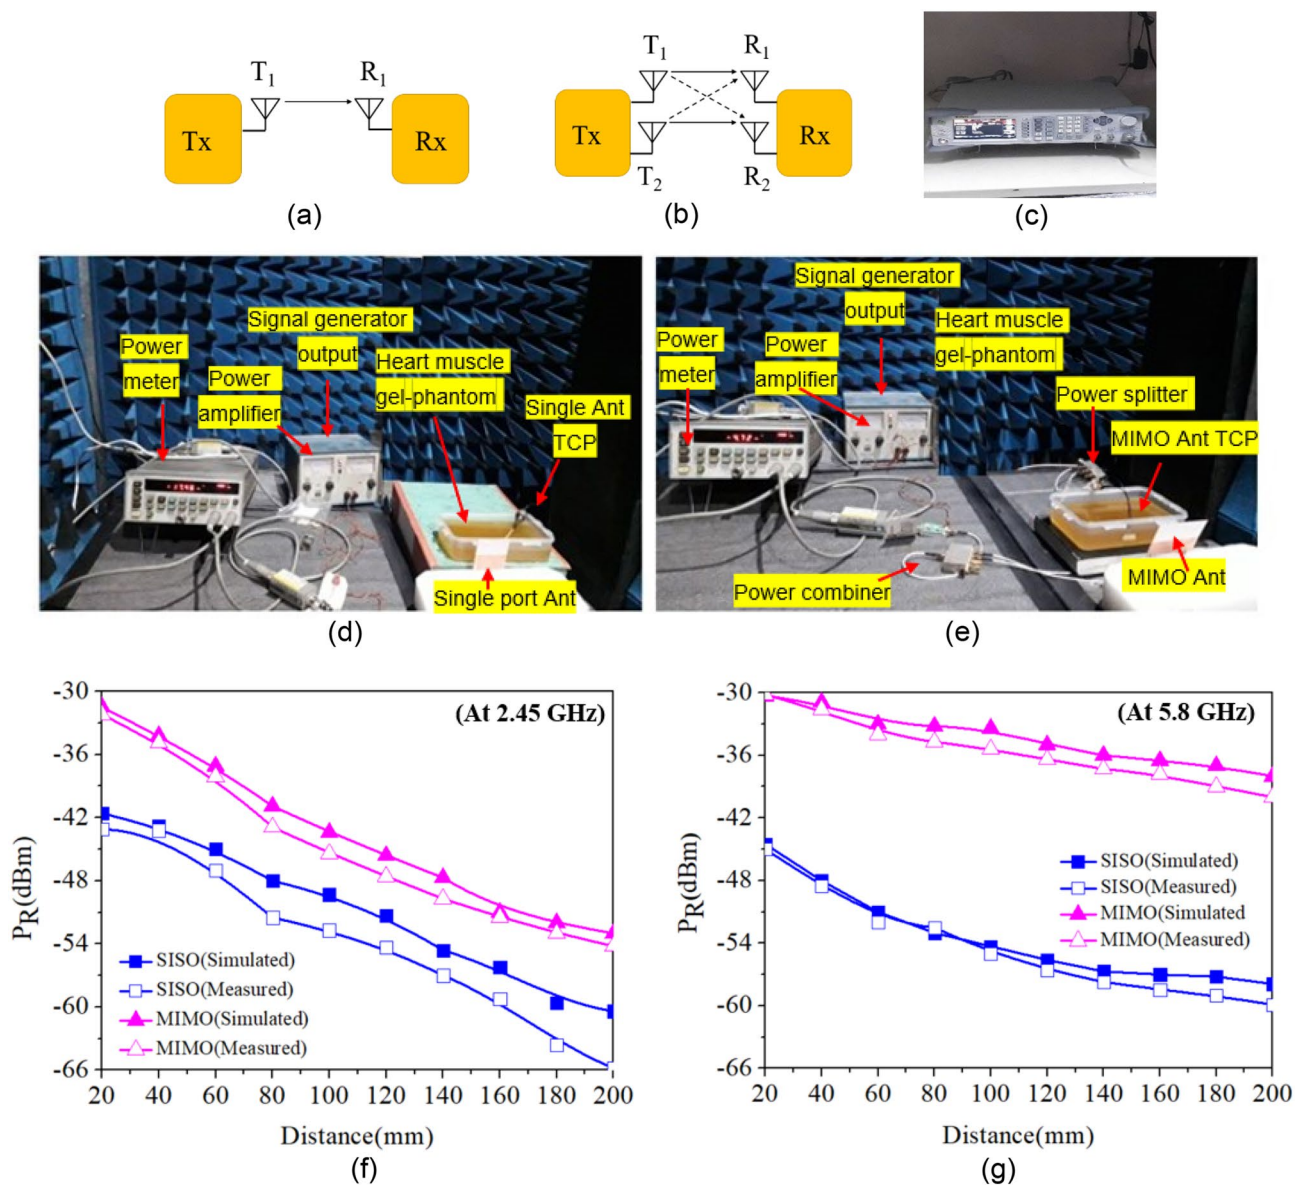 T1
R1
Tx
Rx
(a)
T1
R1
Tx
Rx
T2
R2
(b)
(c)
Power
meter
Power
amplifier
Signal generator
output
Heart muscle
gel-phantom
Single Ant
TCP
Single port Ant
(d)
Power
meter
Power
amplifier
Signal generator
output
Heart muscle
gel-phantom
Power splitter
MIMO Ant TCP
-9.72
Power combiner
MIMO Ant
(e)
-30
-36
-42
-48
-54
-60
-66
PR(dBm)
(At 2.45 GHz)
SISO(Simulated)
SISO(Measured)
MIMO(Simulated)
MIMO(Measured)
20 40 60 80 100 120 140 160 180 200
Distance(mm)
(f)
-30
-36
-42
-48
-54
-60
-66
PR(dBm)
(At 5.8 GHz)
SISO(Simulated)
SISO(Measured)
MIMO(Simulated
MIMO(Measured)
20 40 60 80 100 120 140 160 180 200
Distance(mm)
(g)